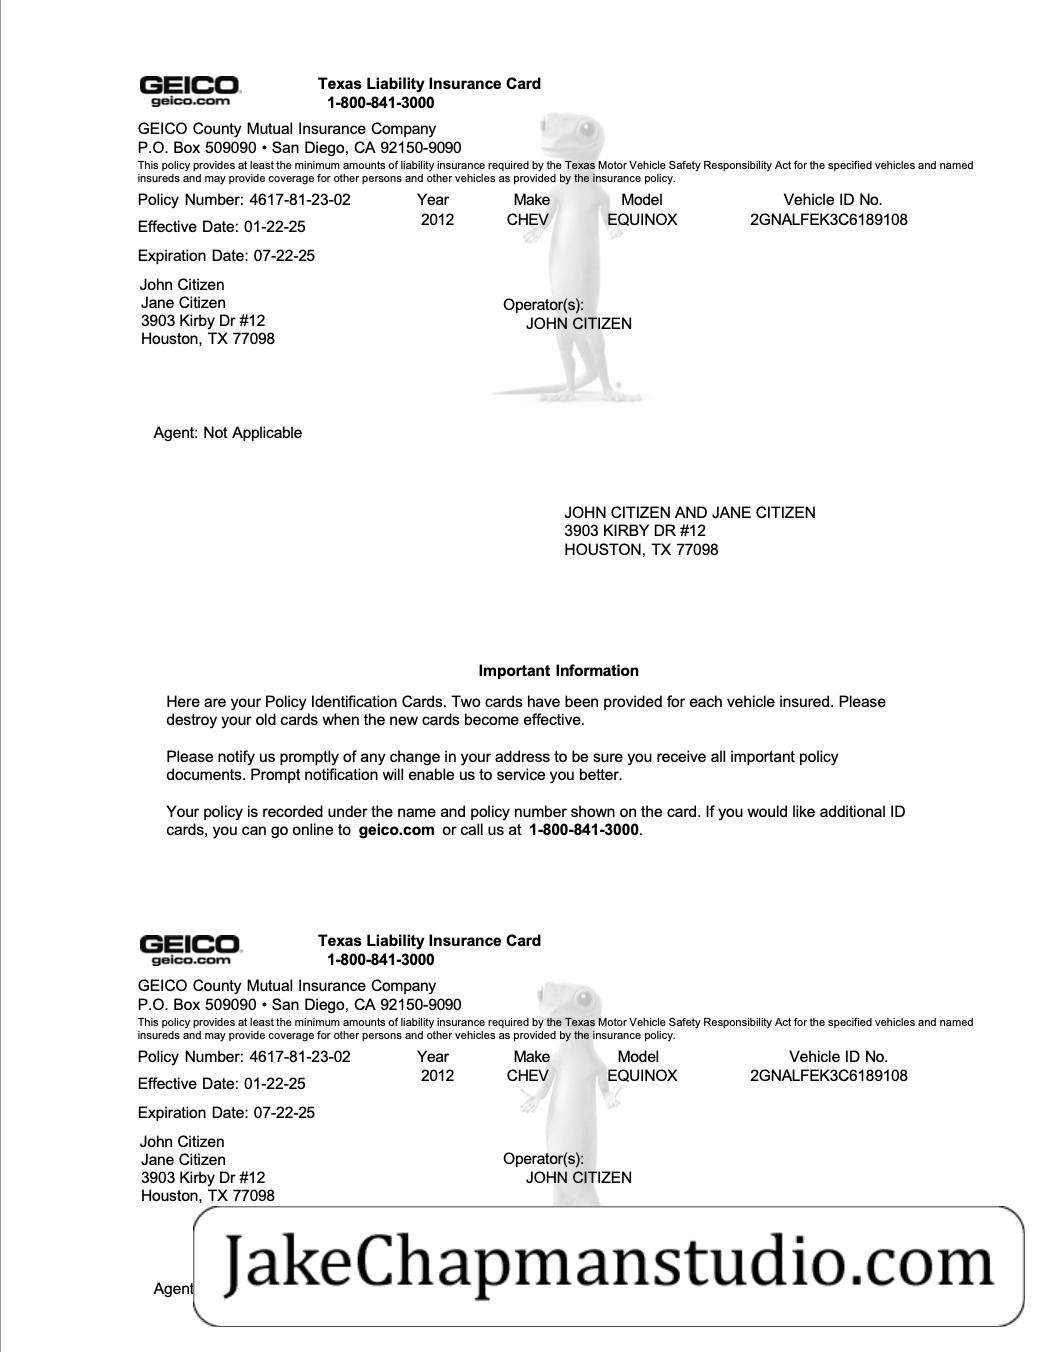 GEICO
geico.com
Texas Liability Insurance Card
1-800-841-3000
GEICO County Mutual Insurance Company
P.O. Box 509090 • San Diego, CA 92150-9090
This policy provides at least the minimum amounts of liability insurance required by the Texas Motor Vehicle Safety Responsibility Act for the specified vehicles and named
insureds and may provide coverage for other persons and other vehicles as provided by the insurance policy.
Policy Number: 4617-81-23-02 Year Make Model Vehicle ID No.
2012 CHEV EQUINOX 2GNALFEK3C6189108
Effective Date: 01-22-25
Expiration Date: 07-22-25
John Citizen
Jane Citizen
3903 Kirby Dr #12
Houston, TX 77098
Operator(s):
JOHN CITIZEN
Agent: Not Applicable
JOHN CITIZEN AND JANE CITIZEN
3903 KIRBY DR #12
HOUSTON, TX 77098
Important Information
Here are your Policy Identification Cards. Two cards have been provided for each vehicle insured. Please
destroy your old cards when the new cards become effective.
Please notify us promptly of any change in your address to be sure you receive all important policy
documents. Prompt notification will enable us to service you better.
Your policy is recorded under the name and policy number shown on the card. If you would like additional ID
cards, you can go online to geico.com or call us at 1-800-841-3000.
GEICO
geico.com
Texas Liability Insurance Card
1-800-841-3000
GEICO County Mutual Insurance Company
P.O. Box 509090 • San Diego, CA 92150-9090
This policy provides at least the minimum amounts of liability insurance required by the Texas Motor Vehicle Safety Responsibility Act for the specified vehicles and named
insureds and may provide coverage for other persons and other vehicles as provided by the insurance policy.
Policy Number: 4617-81-23-02 Year Make Model Vehicle ID No.
2012 CHEV EQUINOX 2GNALFEK3C6189108
Effective Date: 01-22-25
Expiration Date: 07-22-25
John Citizen
Jane Citizen
3903 Kirby Dr #12
Houston, TX 77098
Operator(s):
JOHN CITIZEN
Agent
JakeChapmanstudio.com